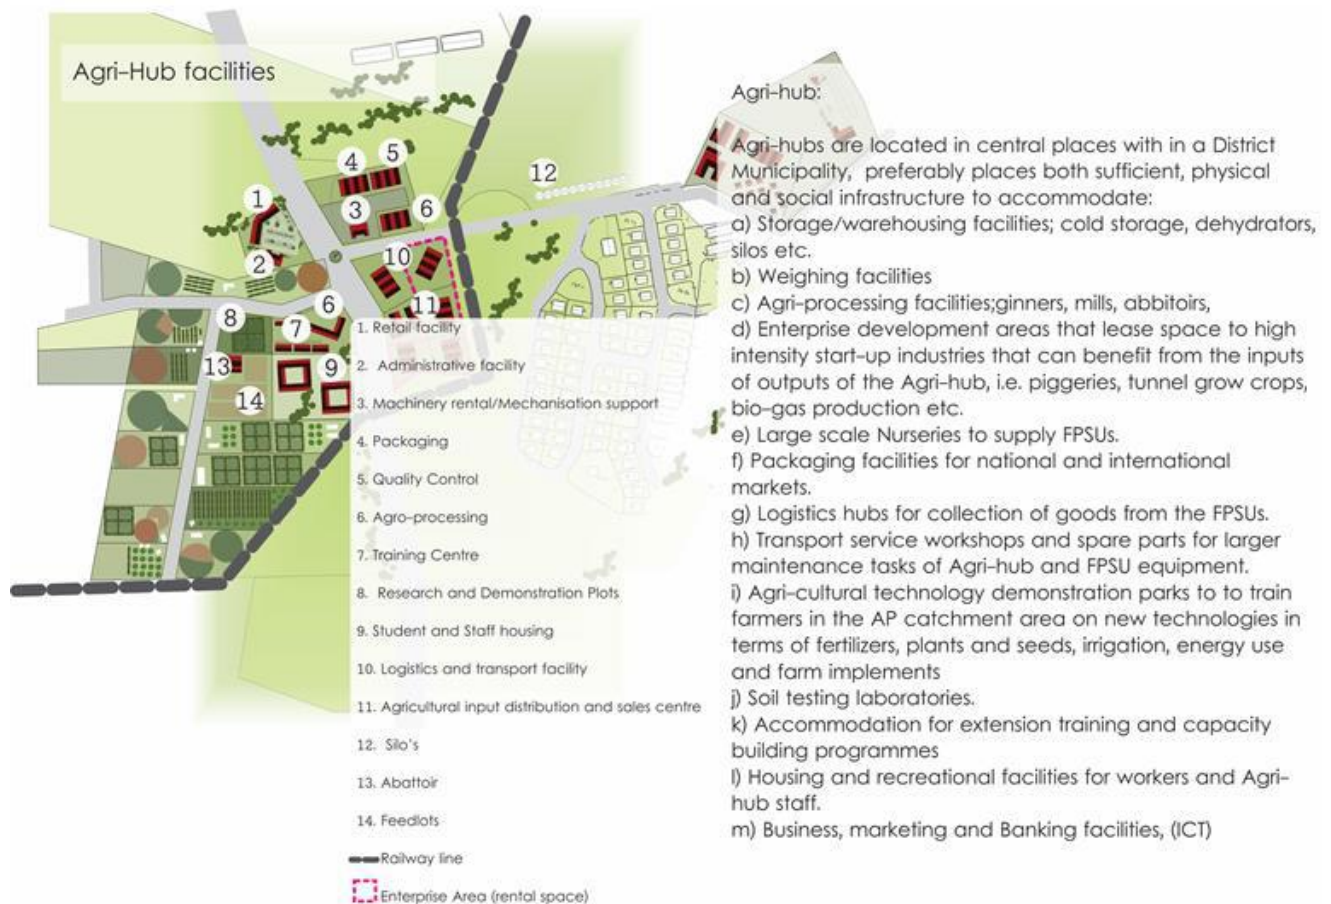 Agri-Hub facilities
1
2
3
4
5
6
12
10
11
6
8
7
13
9
14
1. Retail facility
2. Administrative facility
3. Machinery rental/Mechanisation support
4. Packaging
5. Quality Control
6. Agro-processing
7. Training Centre
8. Research and Demonstration Plots
9. Student and Staff housing
10. Logistics and transport facility
11. Agricultural input distribution and sales centre
12. Silo's
13. Abattoir
14. Feedlots
Railway line
Enterprise Area (rental space)
Agri-hub:
Agri-hubs are located in central places with in a District
Municipality, preferably places both sufficient, physical
and social infrastructure to accommodate:
a) Storage/warehousing facilities; cold storage, dehydrators,
silos etc.
b) Weighing facilities
c) Agri-processing facilities;ginners, mills, abbitoirs,
d) Enterprise development areas that lease space to high
intensity start-up industries that can benefit from the inputs
of outputs of the Agri-hub, i.e. piggeries, tunnel grow crops,
bio-gas production etc.
e) Large scale Nurseries to supply FPSUs.
f) Packaging facilities for national and international
markets.
g) Logistics hubs for collection of goods from the FPSUs.
h) Transport service workshops and spare parts for larger
maintenance tasks of Agri-hub and FPSU equipment.
i) Agri-cultural technology demonstration parks to to train
farmers in the AP catchment area on new technologies in
terms of fertilizers, plants and seeds, irrigation, energy use
and farm implements
j) Soil testing laboratories.
k) Accommodation for extension training and capacity
building programmes
l) Housing and recreational facilities for workers and Agri-
hub staff.
m) Business, marketing and Banking facilities, (ICT)